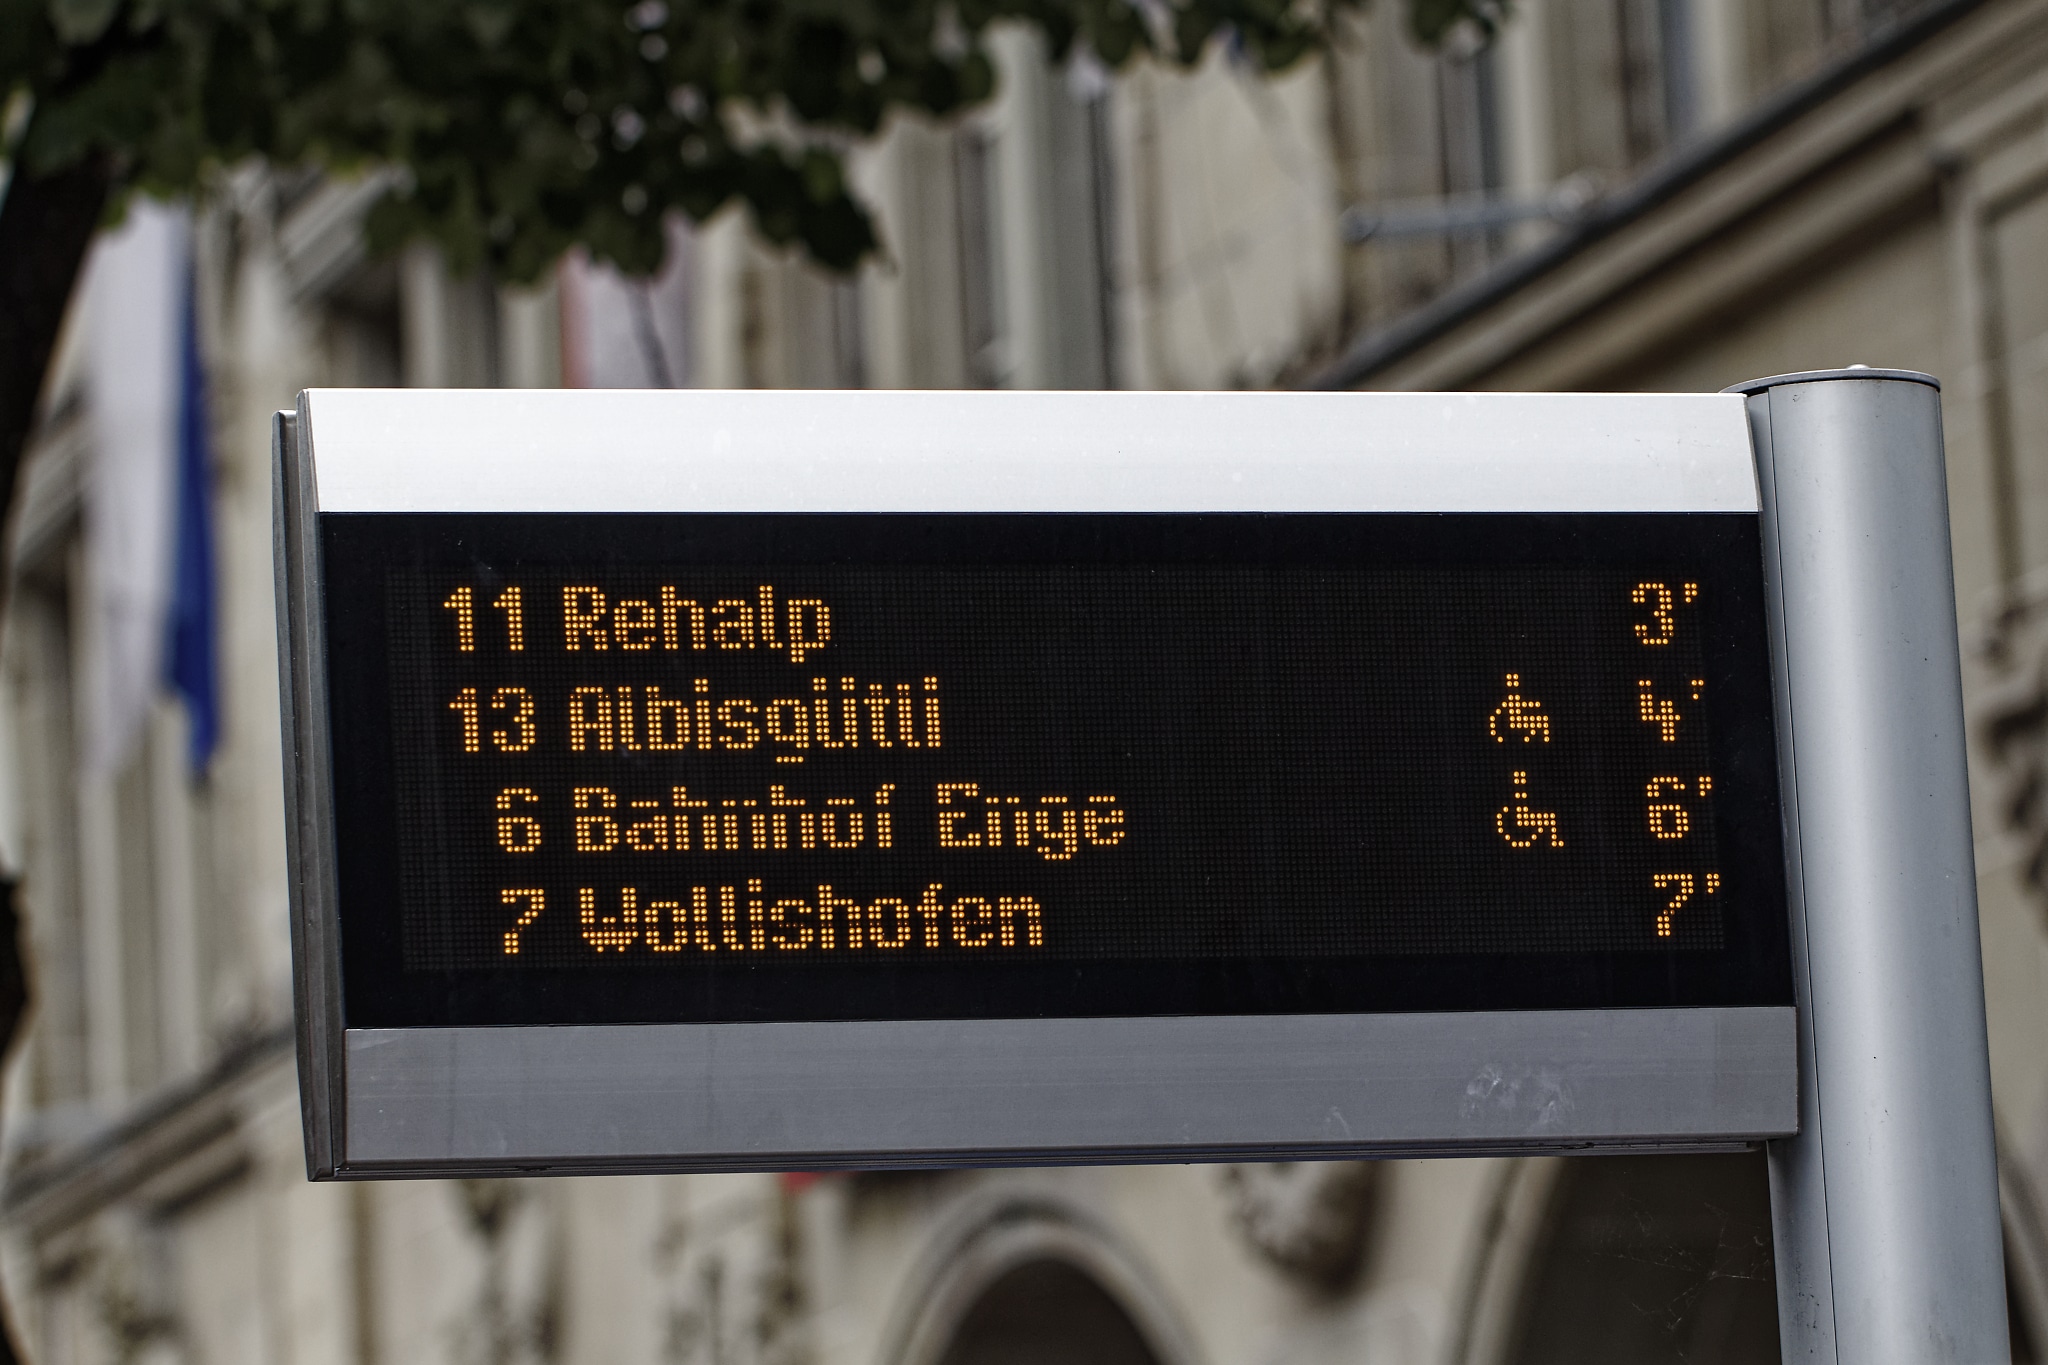 11 Rehalp 3'
13 Albisgütli 4'
6 Bahnhof Enge 6'
7 Wollishofen 7'